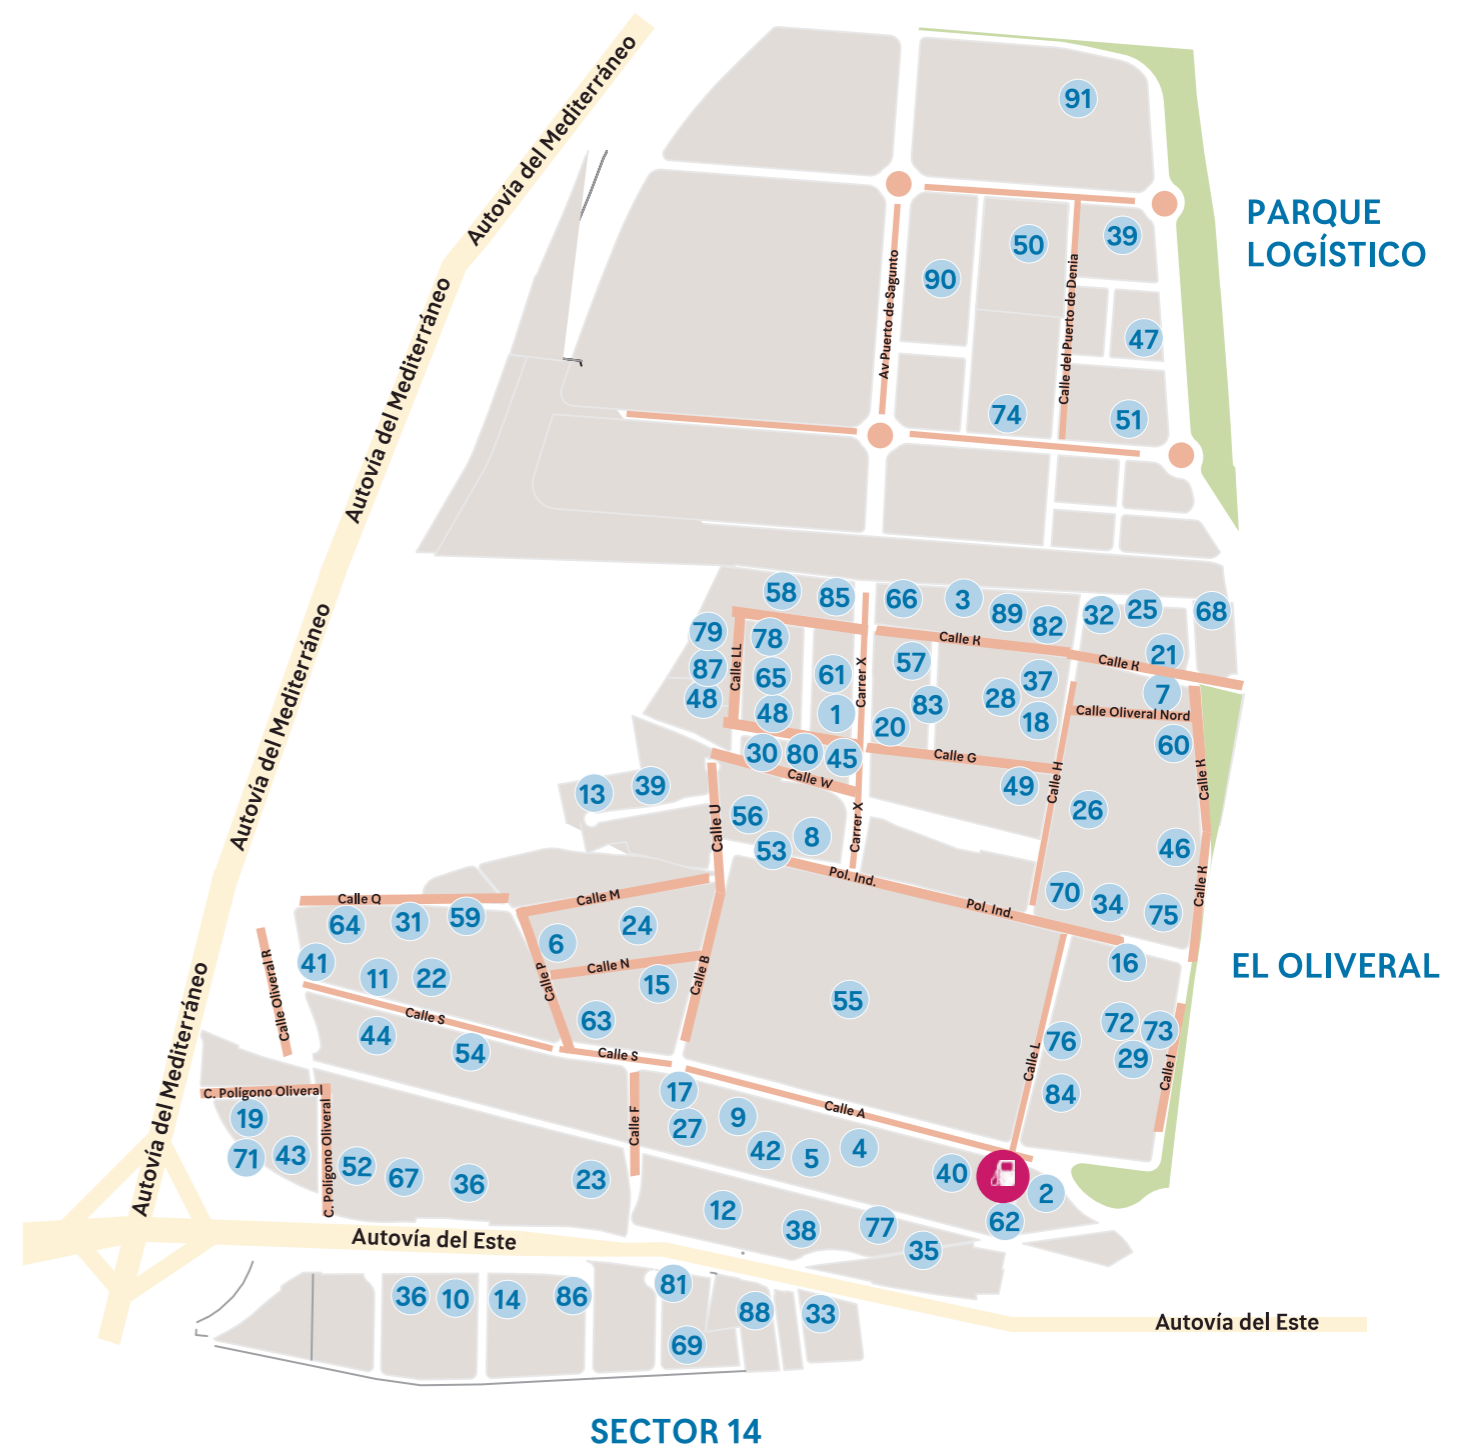 Autovía del Mediterráneo
91
PARQUE
LOGÍSTICO
50
39
90
Av Puerto de Sagunto
Calle del Puerto de Denia
47
74
51
Autovía del Mediterráneo
58
85
66
3
89
82
32
25
68
79
78
Calle K
Calle K
21
87
65
61
57
37
7
48
48
1
83
28
18
20
Calle LL
Carrer X
Calle Oliveral Nord
60
30
80
45
Calle G
Calle W
49
Calle H
Calle K
13
39
56
8
53
26
46
Calle U
Carrer X
Pol. Ind.
Pol. Ind.
70
34
75
Calle K
Autovía del Mediterráneo
Calle Q
Calle M
64
31
59
6
24
41
11
22
Calle N
15
Calle P
Calle B
63
55
16
EL OLIVERAL
Calle Oliveral R
Calle S
44
54
Calle S
76
72
73
29
84
Calle L
Calle I
Autovía del Mediterráneo
C. Polígono Oliveral
19
71
43
C. Polígono Oliveral
52
67
36
23
Calle F
17
27
9
42
5
4
Calle A
40
2
62
12
38
77
35
Autovía del Este
36
10
14
86
81
69
88
33
Autovía del Este
SECTOR 14